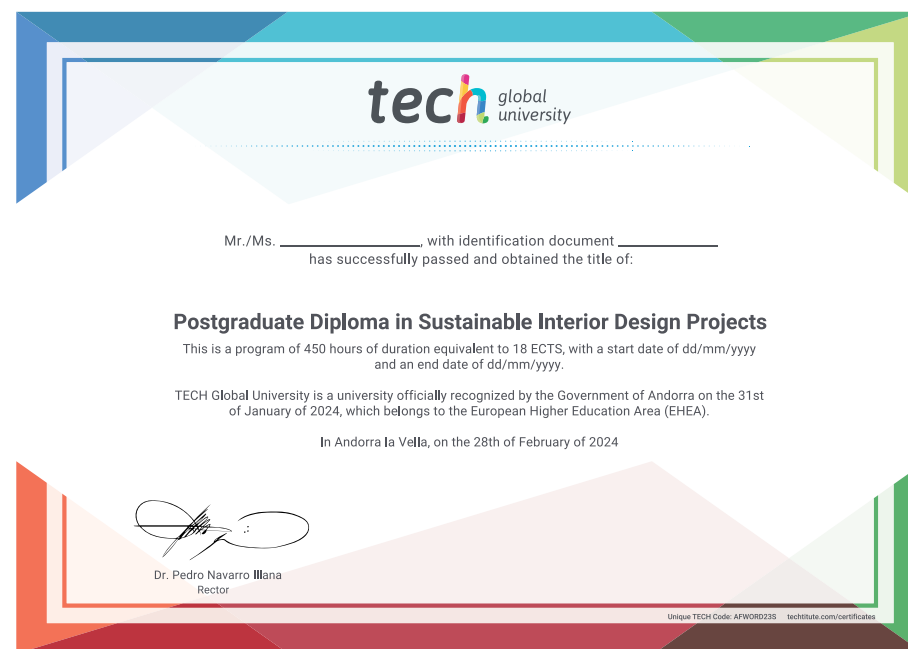 tech global
university
Mr./Ms. ____________________, with identification document ______________
has successfully passed and obtained the title of:
Postgraduate Diploma in Sustainable Interior Design Projects
This is a program of 450 hours of duration equivalent to 18 ECTS, with a start date of dd/mm/yyyy
and an end date of dd/mm/yyyy.
TECH Global University is a university officially recognized by the Government of Andorra on the 31st
of January of 2024, which belongs to the European Higher Education Area (EHEA).
In Andorra la Vella, on the 28th of February of 2024
Dr. Pedro Navarro Illana
Rector
Unique TECH Code: AFWORD23S techtitute.com/certificates